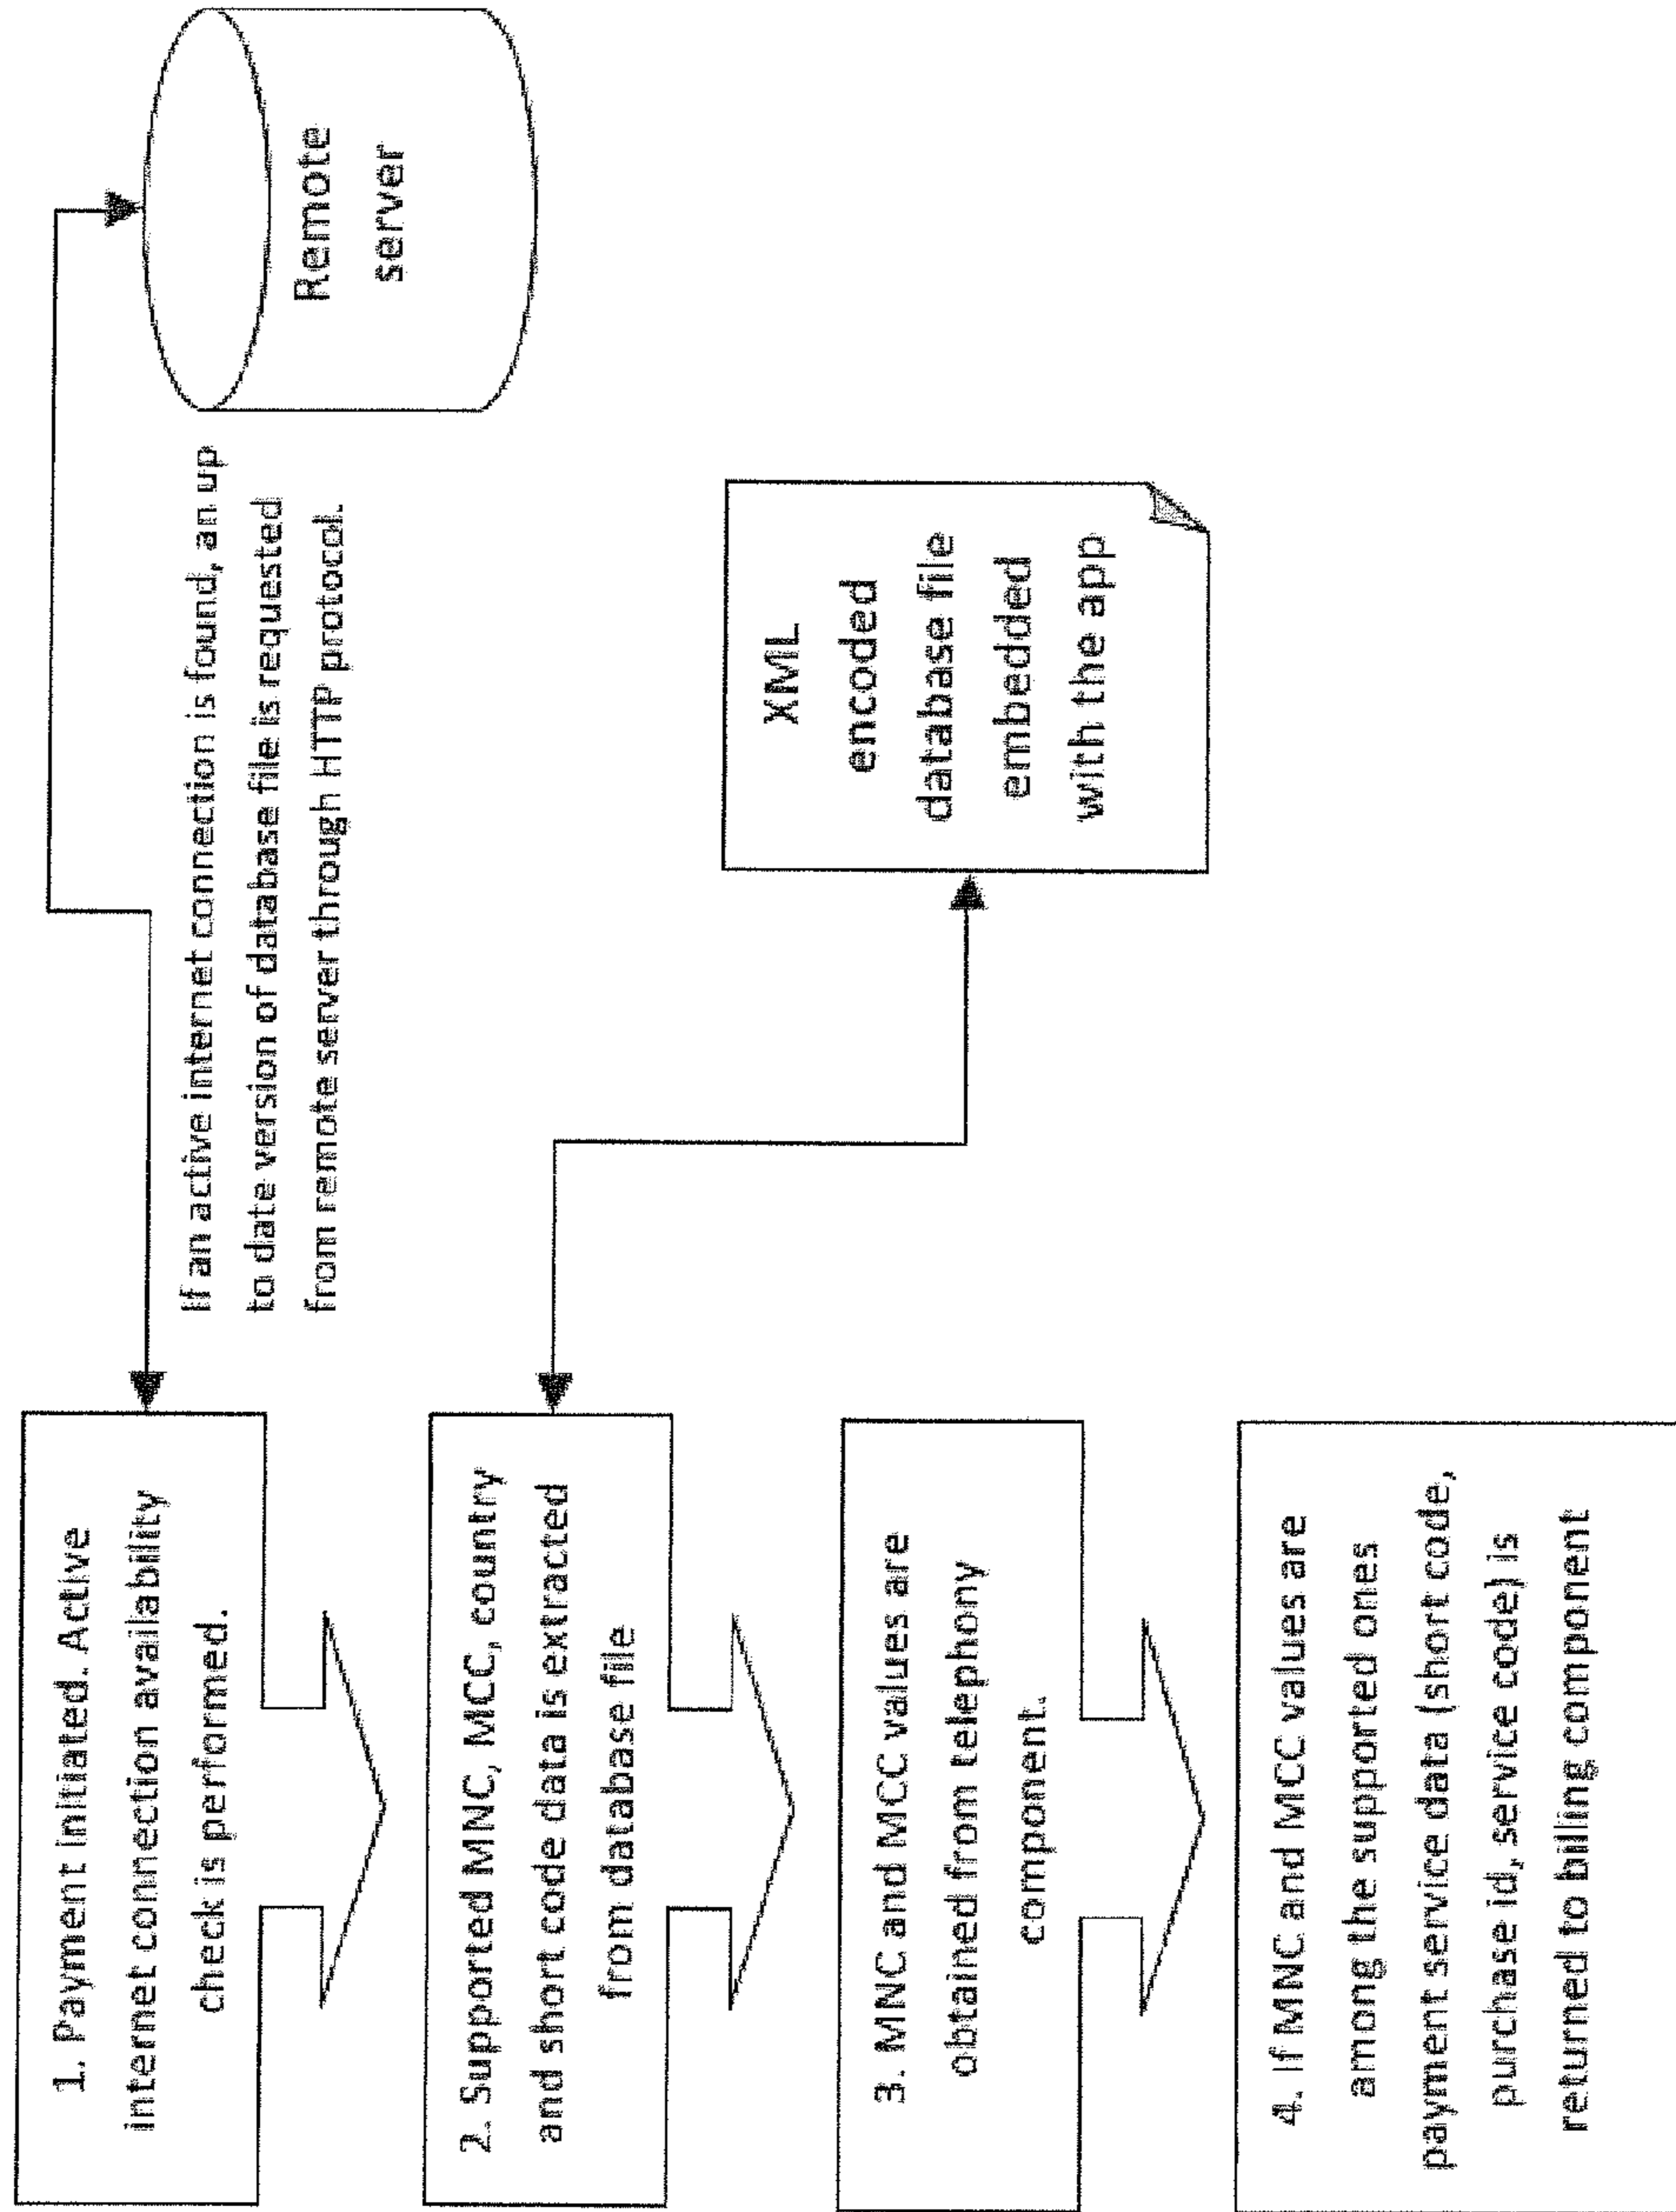 1. Payment initiated. Active
internet connection availability
check is performed.
If an active internet connection is found, an up
to date version of database file is requested
from remote server through HTTP protocol.
Remote
server
2. Supported MNC, MCC, country
and short code data is extracted
from database file
XML
encoded
database file
embedded
with the app
3. MNC and MCC values are
obtained from telephony
component.
4. If MNC and MCC values are
among the supported ones
payment service data (short code,
purchase id, service code) is
returned to billing component